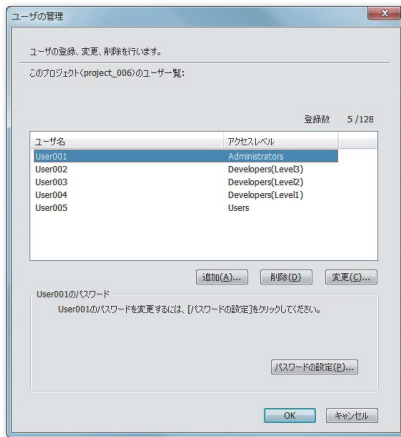 ユーザの管理
ユーザの登録、変更、削除を行います。
このプロジェクト(project_006)のユーザ一覧:
登録数 5 /128
ユーザ名 アクセスレベル
User001 Administrators
User002 Developers(Level3)
User003 Developers(Level2)
User004 Developers(Level1)
User005 Users
追加(A)... 削除(D) 変更(C)...
User001のパスワード
User001のパスワードを変更するには、[パスワードの設定]をクリックしてください。
パスワードの設定(P)...
OK キャンセル